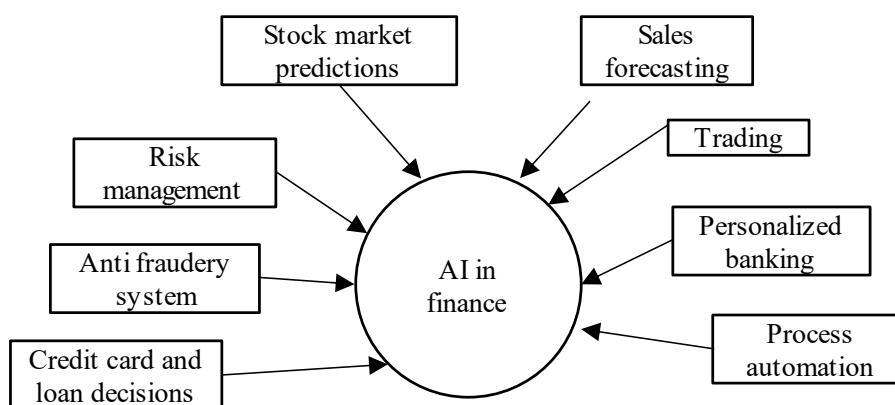 Stock market
predictions
Sales
forecasting
Trading
Risk
management
Personalized
banking
Anti fraudery
system
AI in
finance
Process
automation
Credit card and
loan decisions